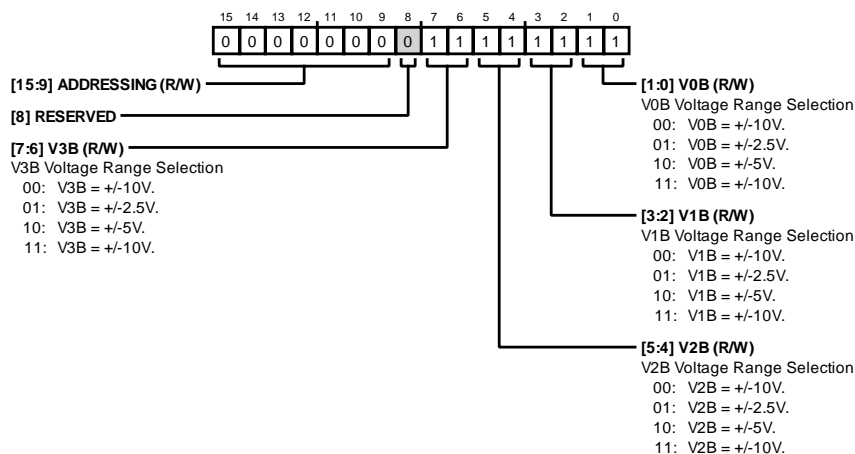 15 14 13 12 11 10 9 8 7 6 5 4 3 2 1 0
0 0 0 0 0 0 0 0 1 1 1 1 1 1 1 1
[15:9] ADDRESSING (R/W)
[8] RESERVED
[7:6] V3B (R/W)
V3B Voltage Range Selection
00: V3B = +/-10V.
01: V3B = +/-2.5V.
10: V3B = +/-5V.
11: V3B = +/-10V.
[1:0] V0B (R/W)
V0B Voltage Range Selection
00: V0B = +/-10V.
01: V0B = +/-2.5V.
10: V0B = +/-5V.
11: V0B = +/-10V.
[3:2] V1B (R/W)
V1B Voltage Range Selection
00: V1B = +/-10V.
01: V1B = +/-2.5V.
10: V1B = +/-5V.
11: V1B = +/-10V.
[5:4] V2B (R/W)
V2B Voltage Range Selection
00: V2B = +/-10V.
01: V2B = +/-2.5V.
10: V2B = +/-5V.
11: V2B = +/-10V.